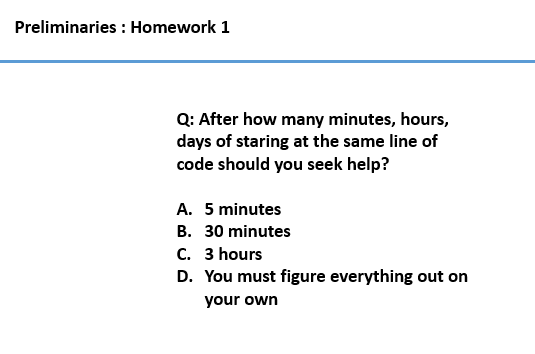 Preliminaries : Homework 1
Q: After how many minutes, hours,
days of staring at the same line of
code should you seek help?
A. 5 minutes
B. 30 minutes
C. 3 hours
D. You must figure everything out on
your own